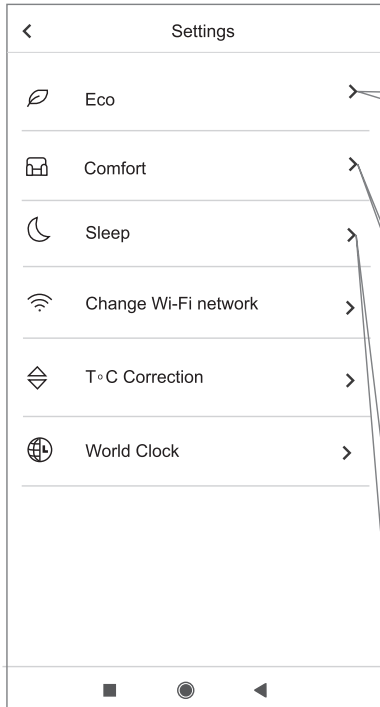 Settings
Eco
Comfort
Sleep
Change Wi-Fi network
T∘C Correction
World Clock